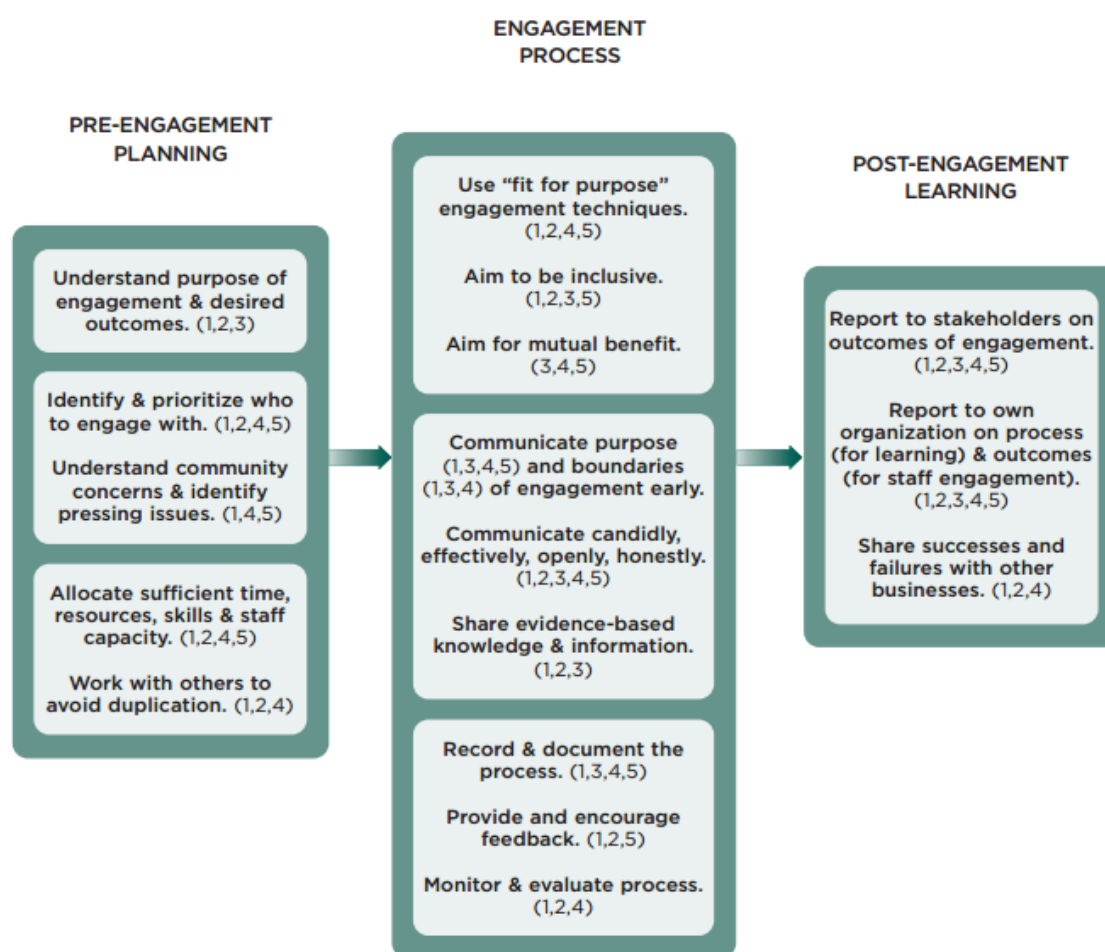 PRE-ENGAGEMENT
PLANNING
Understand purpose of
engagement & desired
outcomes. (1,2,3)
Identify & prioritize who
to engage with. (1,2,4,5)
Understand community
concerns & identify
pressing issues. (1,4,5)
Allocate sufficient time,
resources, skills & staff
capacity. (1,2,4,5)
Work with others to
avoid duplication. (1,2,4)
ENGAGEMENT
PROCESS
Use “fit for purpose”
engagement techniques.
(1,2,4,5)
Aim to be inclusive.
(1,2,3,5)
Aim for mutual benefit.
(3,4,5)
Communicate purpose
(1,3,4,5) and boundaries
(1,3,4) of engagement early.
Communicate candidly,
effectively, openly, honestly.
(1,2,3,4,5)
Share evidence-based
knowledge & information.
(1,2,3)
Record & document the
process. (1,3,4,5)
Provide and encourage
feedback. (1,2,5)
Monitor & evaluate process.
(1,2,4)
POST-ENGAGEMENT
LEARNING
Report to stakeholders on
outcomes of engagement.
(1,2,3,4,5)
Report to own
organization on process
(for learning) & outcomes
(for staff engagement).
(1,2,3,4,5)
Share successes and
failures with other
businesses. (1,2,4)